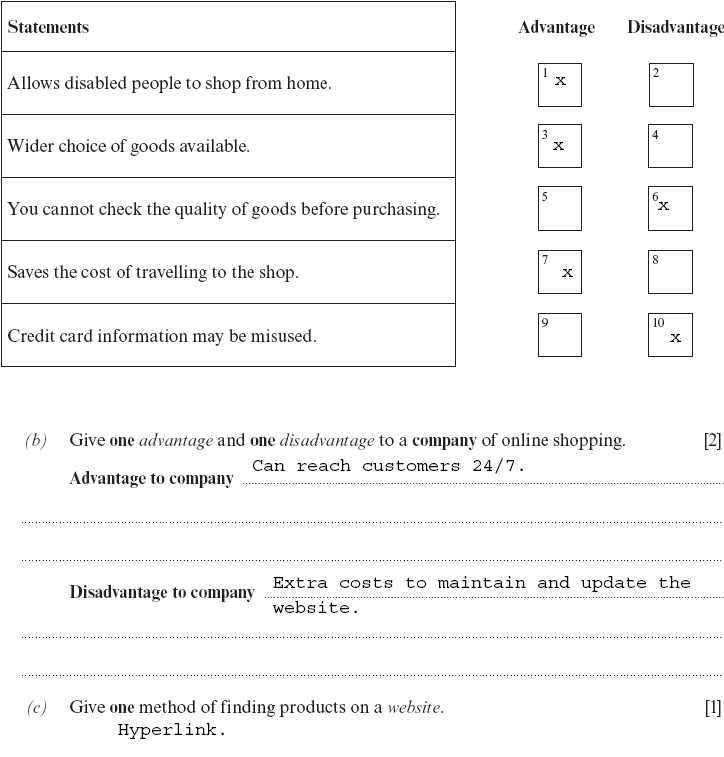 Statements Advantage Disadvantage
Allows disabled people to shop from home. 1 x 2
Wider choice of goods available. 3 x 4
You cannot check the quality of goods before purchasing. 5 6 x
Saves the cost of travelling to the shop. 7 x 8
Credit card information may be misused. 9 10 x
(b) Give one advantage and one disadvantage to a company of online shopping. [2]
Advantage to company Can reach customers 24/7.
Disadvantage to company Extra costs to maintain and update the
website.
(c) Give one method of finding products on a website. [1]
Hyperlink.